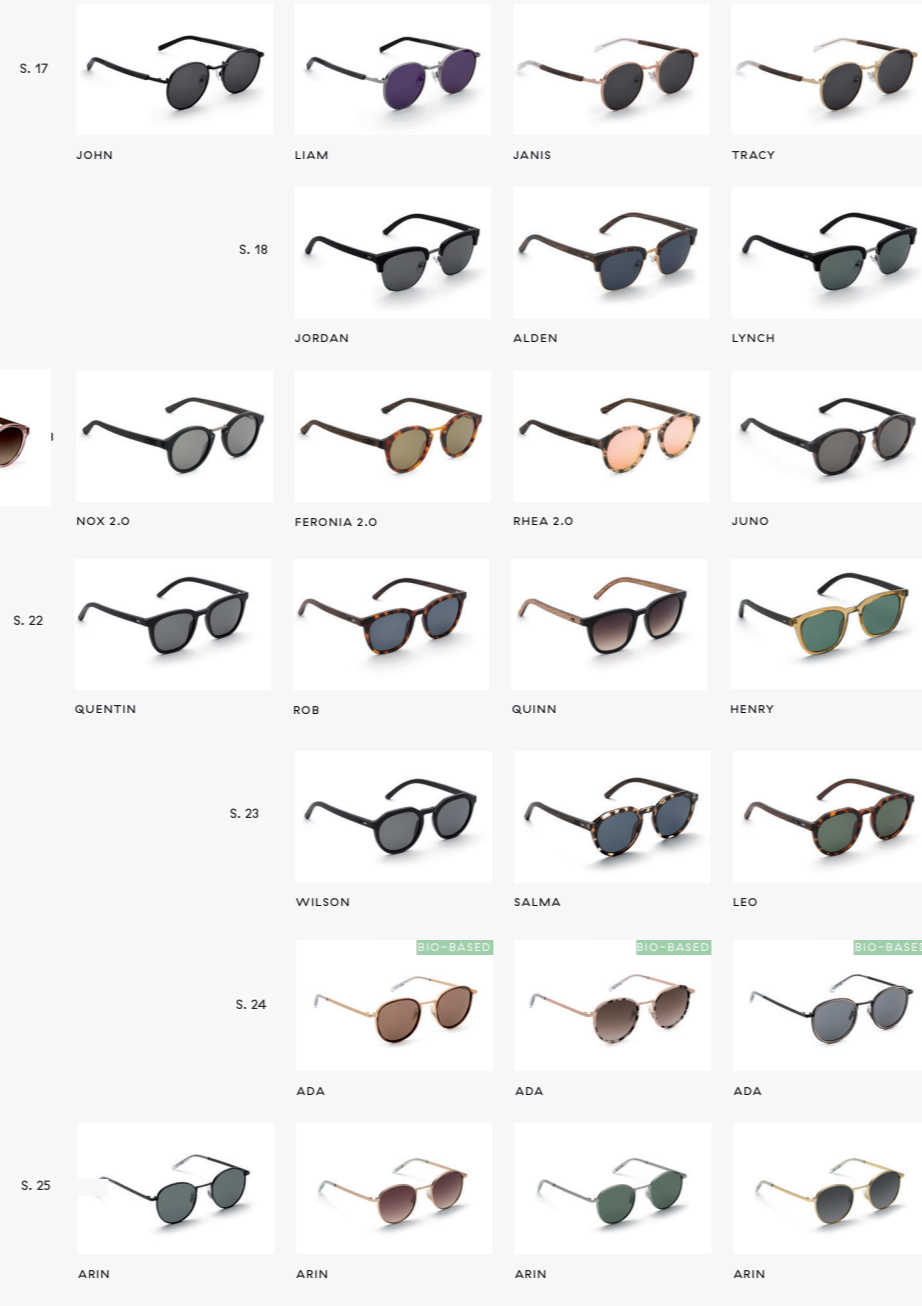 S. 17
JOHN
LIAM
JANIS
TRACY
S. 18
JORDAN
ALDEN
LYNCH
NOX 2.0
FERONIA 2.0
RHEA 2.0
JUNO
S. 22
QUENTIN
ROB
QUINN
HENRY
S. 23
WILSON
SALMA
LEO
BIO-BASED
BIO-BASED
BIO-BASED
S. 24
ADA
ADA
ADA
S. 25
ARIN
ARIN
ARIN
ARIN